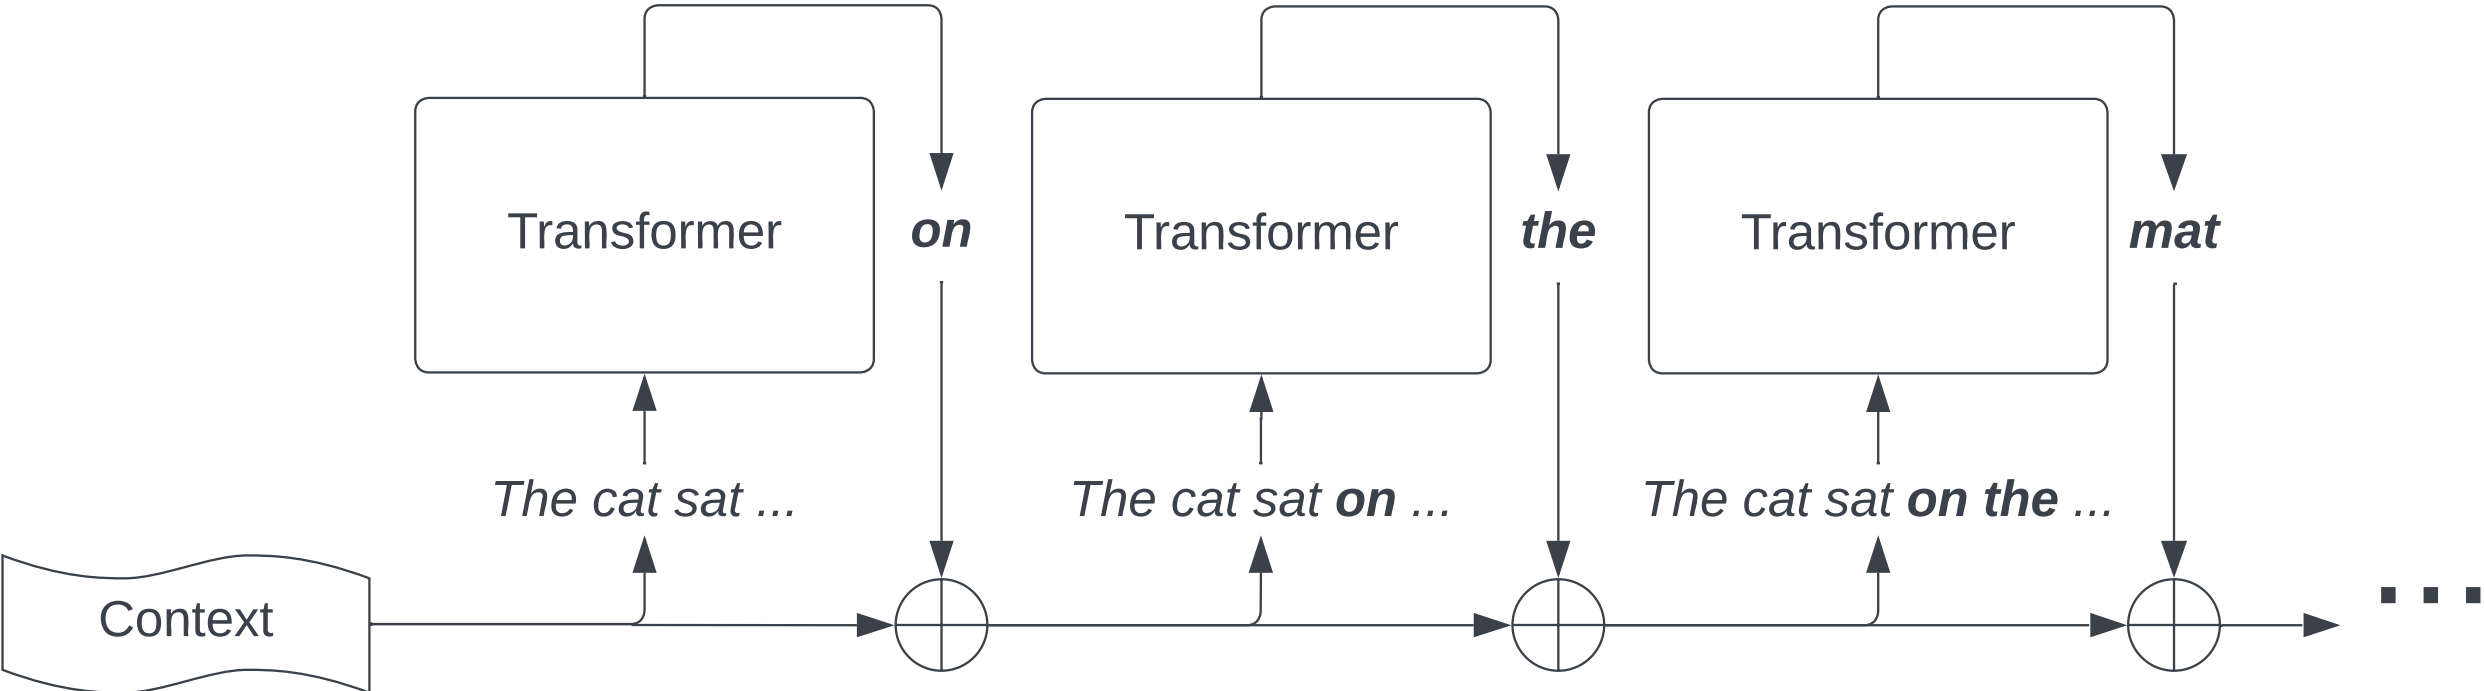 Transformer
on
Transformer
the
Transformer
mat
The cat sat ...
The cat sat on ...
The cat sat on the ...
Context
...